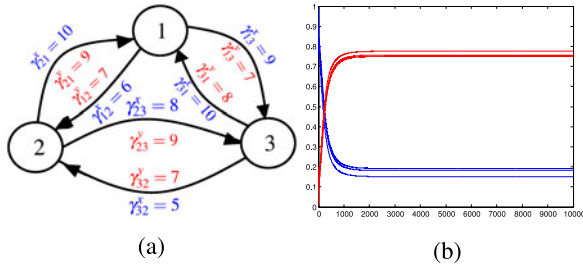 1
γ^x_21 = 10
γ^y_21 = 9
γ^y_12 = 7
γ^x_12 = 6
γ^x_13 = 9
γ^y_13 = 7
γ^y_31 = 8
γ^x_31 = 10
2
γ^x_23 = 8
3
γ^y_23 = 9
γ^y_32 = 7
γ^x_32 = 5
(a)
1
0.9
0.8
0.7
0.6
0.5
0.4
0.3
0.2
0.1
0
0 1000 2000 3000 4000 5000 6000 7000 8000 9000 10000
(b)